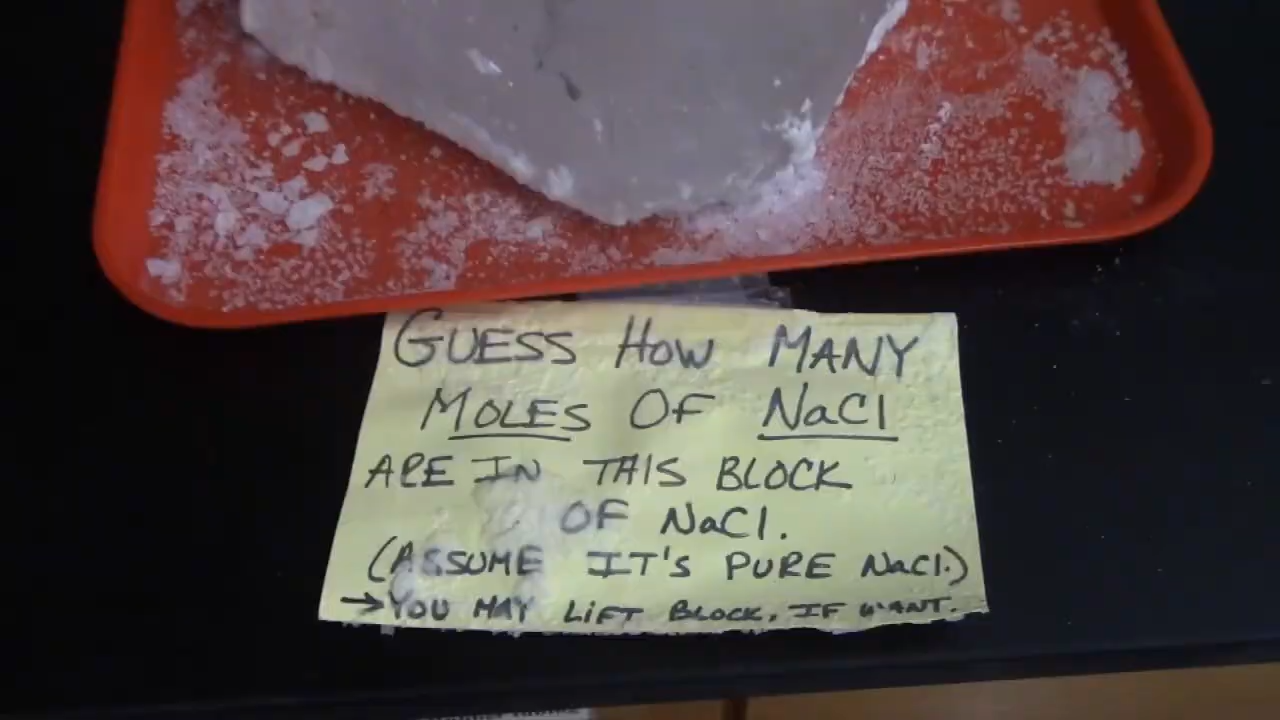 GUESS HOW MANY
MOLES OF NaCl
ARE IN THIS BLOCK
OF NaCl.
(ASSUME IT'S PURE NaCl.)
→YOU MAY LIFT BLOCK, IF WANT.